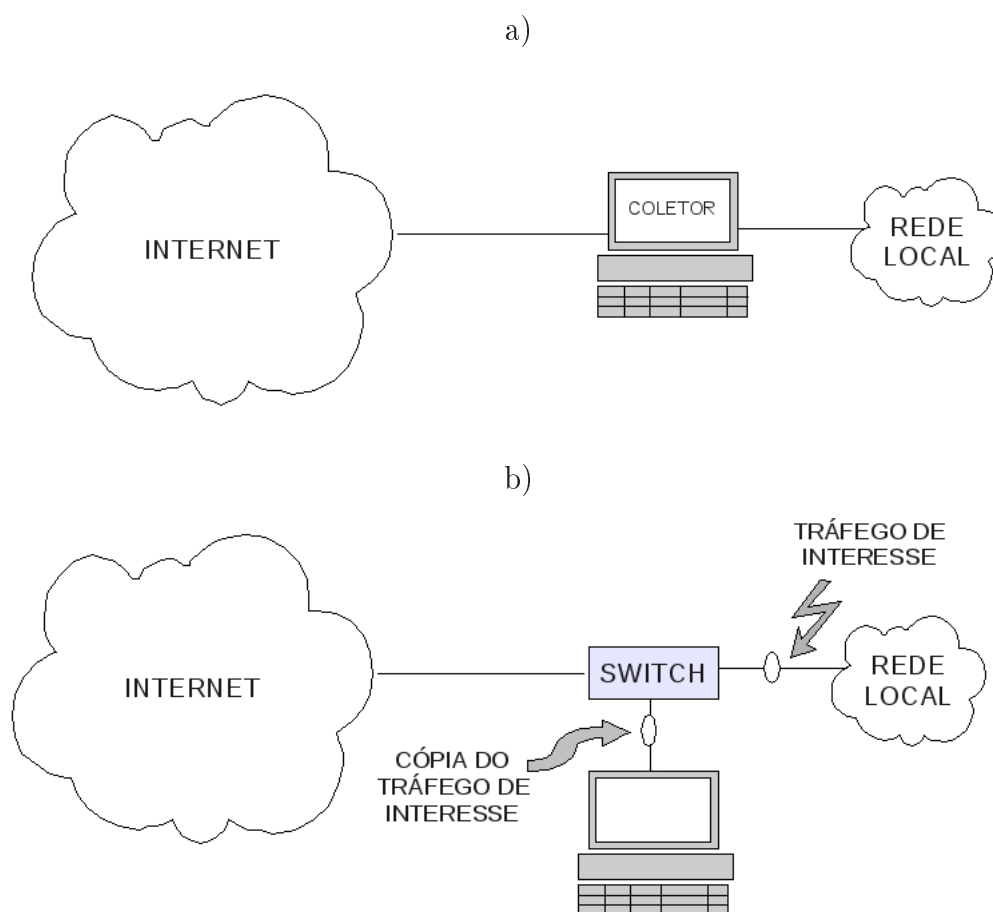 a)
INTERNET
COLETOR
REDE
LOCAL
b)
TRÁFEGO DE
INTERESSE
INTERNET
SWITCH
REDE
LOCAL
CÓPIA DO
TRÁFEGO DE
INTERESSE